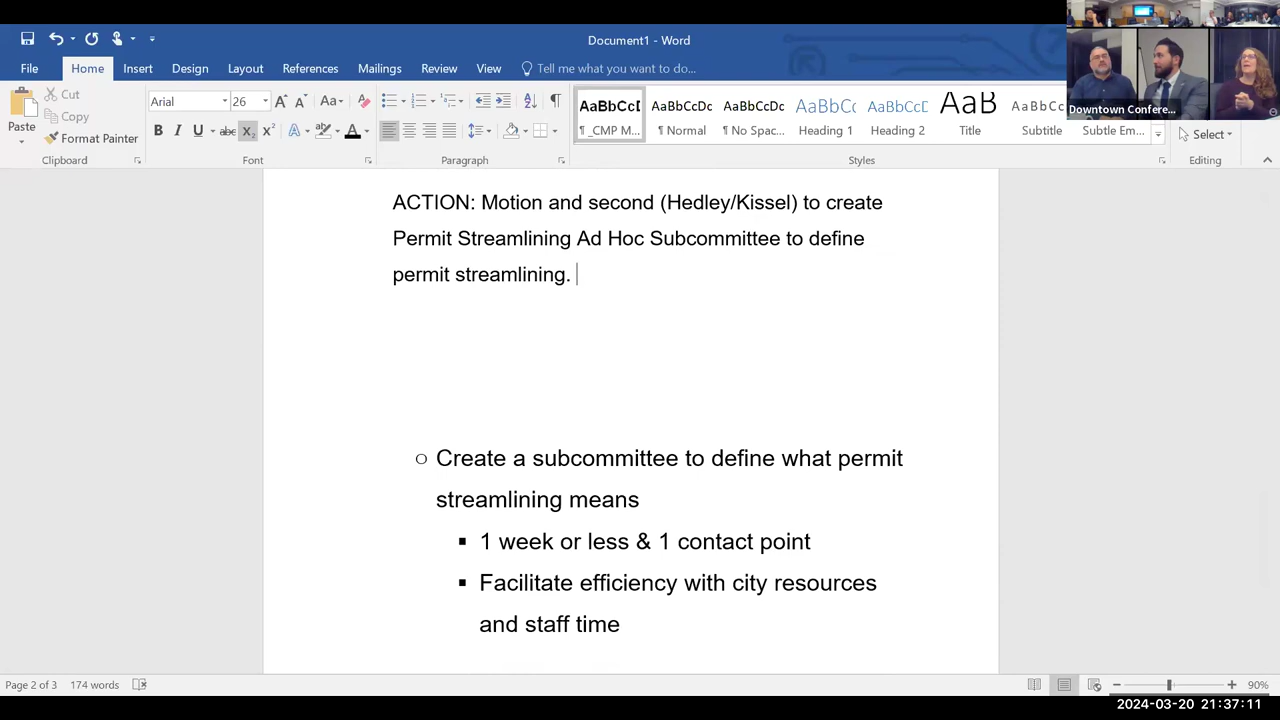 Document1 - Word
File Home Insert Design Layout References Mailings Review View Tell me what you want to do...
Paste
Cut
Copy
Format Painter
Arial 26
AaBbCcI AaBbCcDc AaBbCcDc AaBbCc AaBbCcDc AaB AaBbCc
¶ _CMP M... ¶ Normal ¶ No Spac... Heading 1 Heading 2 Title Subtitle Subtle Em...
Select
Clipboard Font Paragraph Styles Editing
Downtown Confere...
ACTION: Motion and second (Hedley/Kissel) to create
Permit Streamlining Ad Hoc Subcommittee to define
permit streamlining.
Create a subcommittee to define what permit
streamlining means
1 week or less & 1 contact point
Facilitate efficiency with city resources
and staff time
Page 2 of 3 174 words 90%
2024-03-20 21:37:11